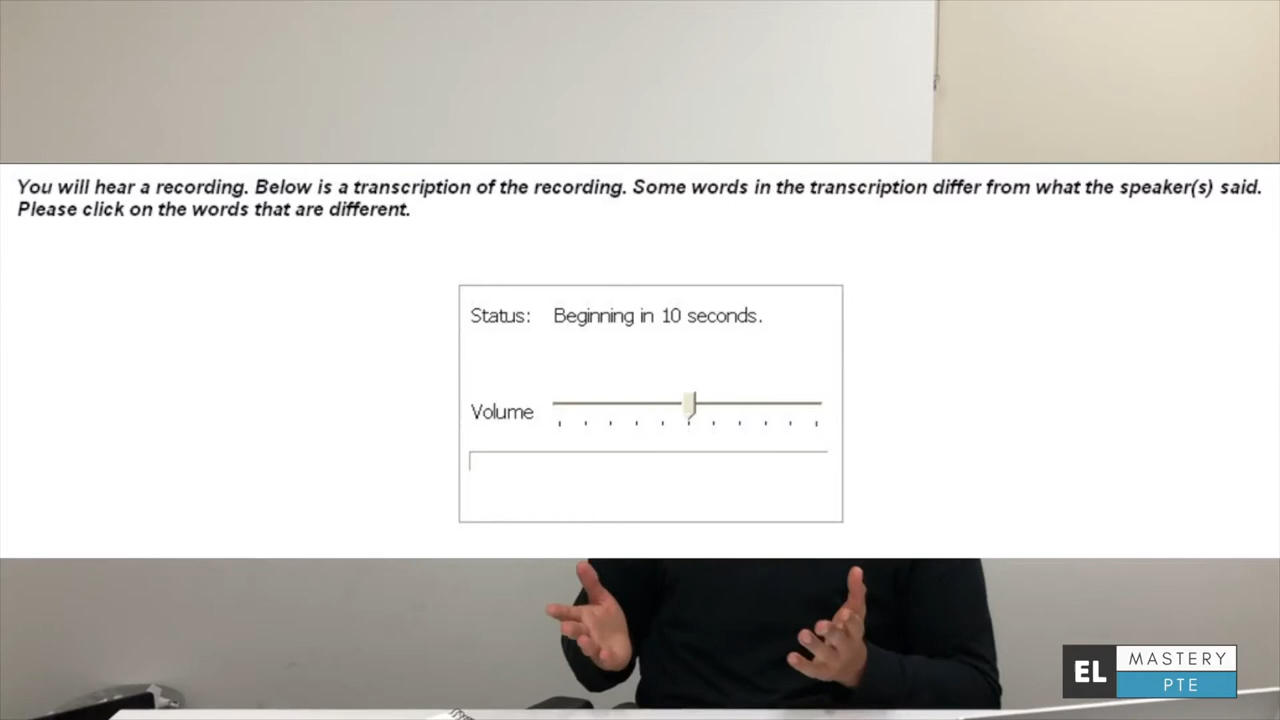 You will hear a recording. Below is a transcription of the recording. Some words in the transcription differ from what the speaker(s) said.
Please click on the words that are different.
Status: Beginning in 10 seconds.
Volume
EL MASTERY
PTE